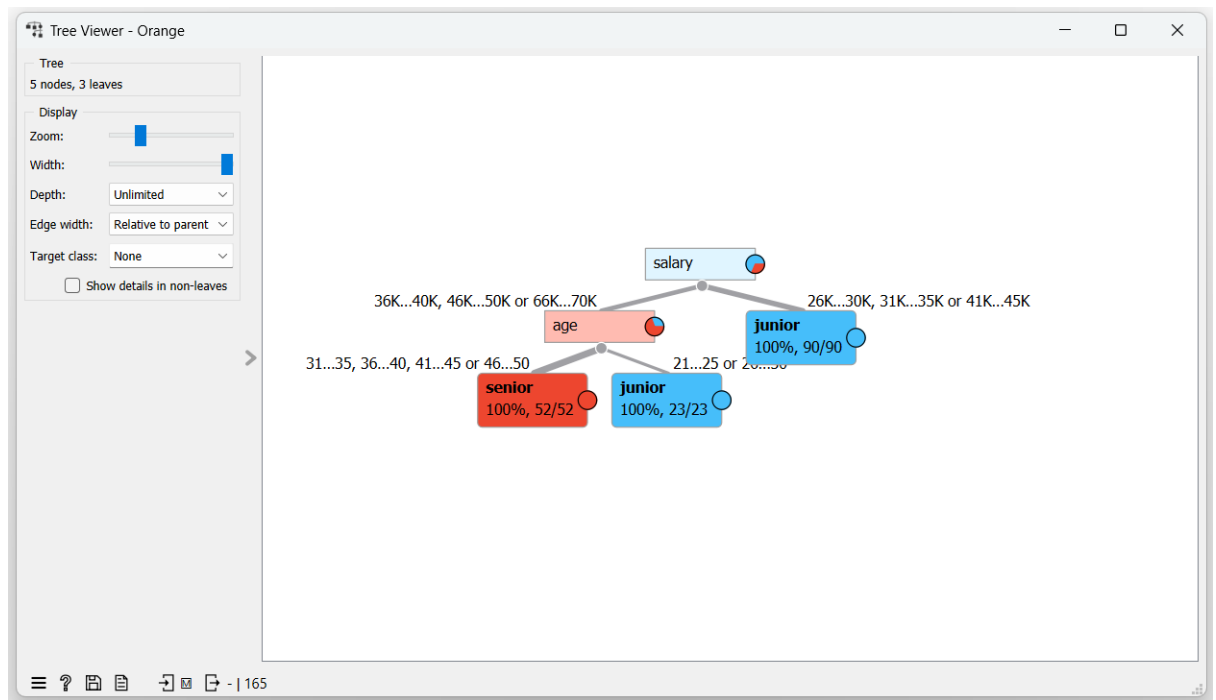 Tree Viewer - Orange
Tree
5 nodes, 3 leaves
Display
Zoom:
Width:
Depth: Unlimited
Edge width: Relative to parent
Target class: None
Show details in non-leaves
salary
36K...40K, 46K...50K or 66K...70K
26K...30K, 31K...35K or 41K...45K
age
junior
100%, 90/90
31...35, 36...40, 41...45 or 46...50
21...25 or
senior
100%, 52/52
junior
100%, 23/23
- | 165